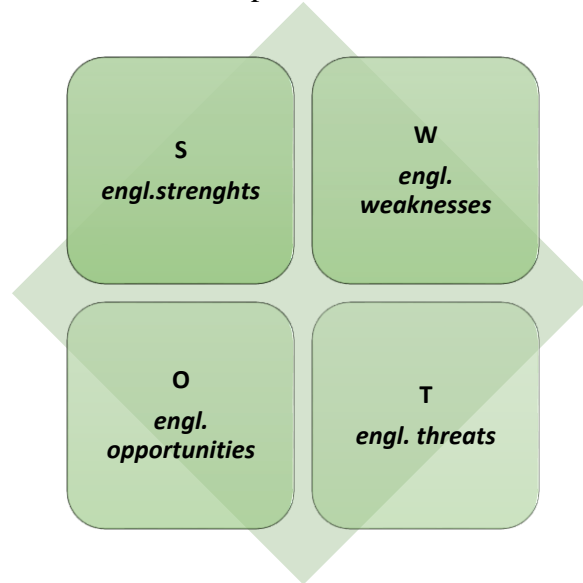 S
engl.strenghts
W
engl.
weaknesses
O
engl.
opportunities
T
engl. threats